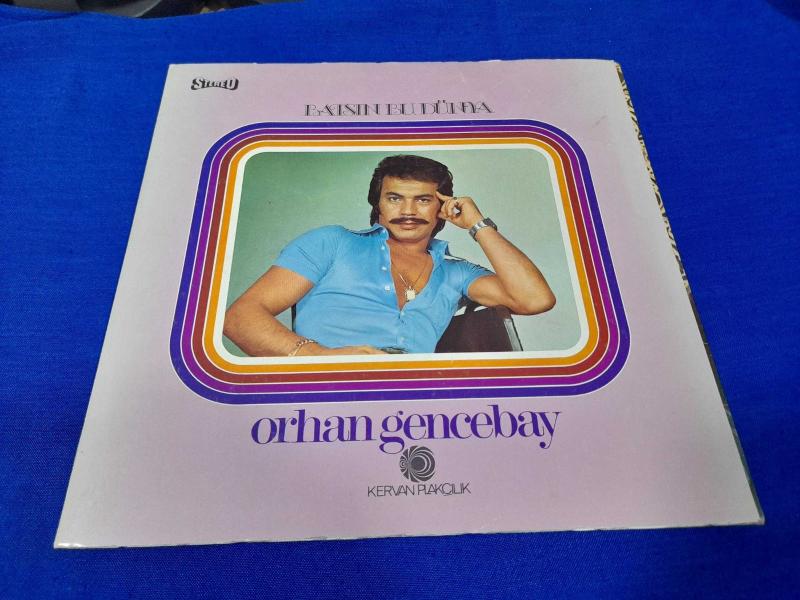 STEREO
BATSIN BU DÜNYA
orhan gencebay
KERVAN PLAKÇILIK